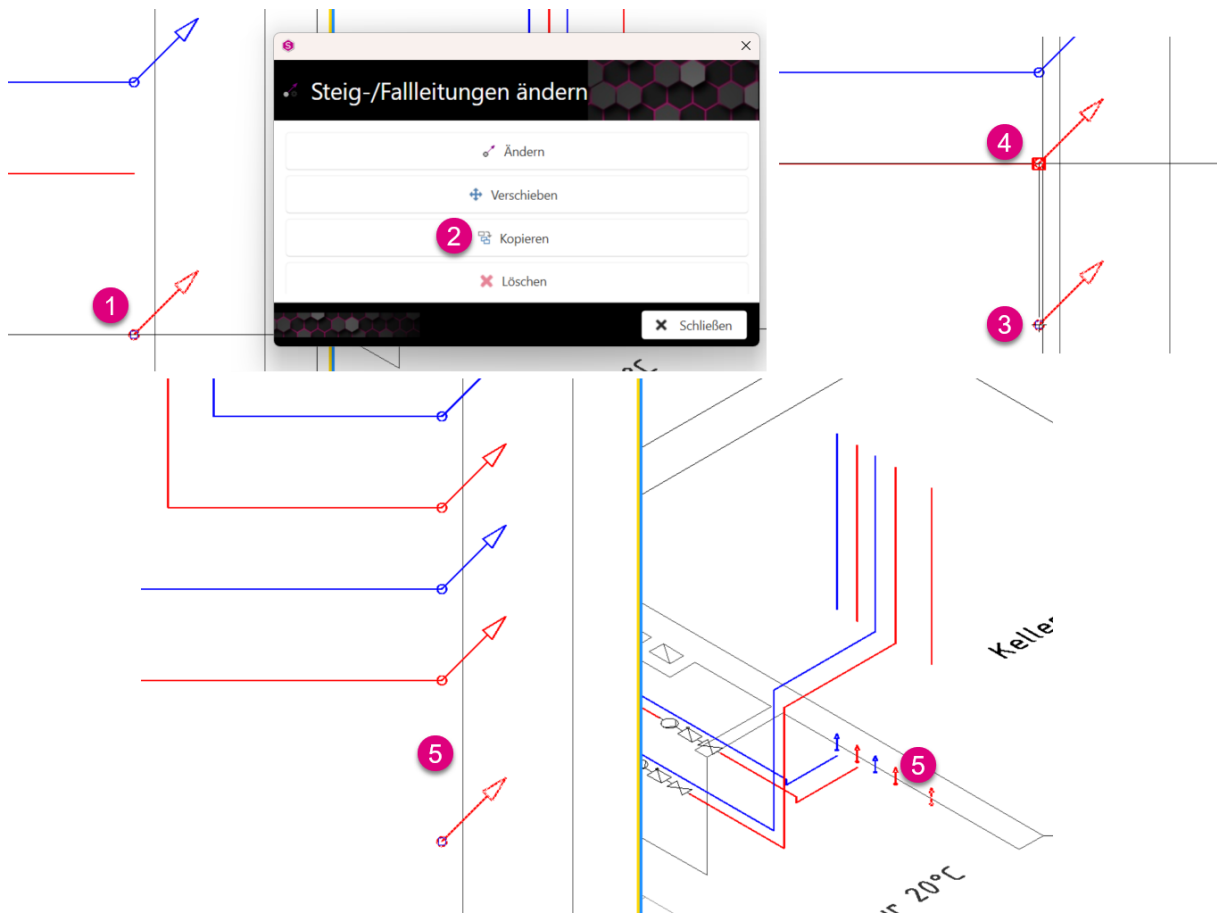 S
Steig-/Fallleitungen ändern
Ändern
Verschieben
2
Kopieren
Löschen
Schließen
1
4
3
5
Keller
5
20°C